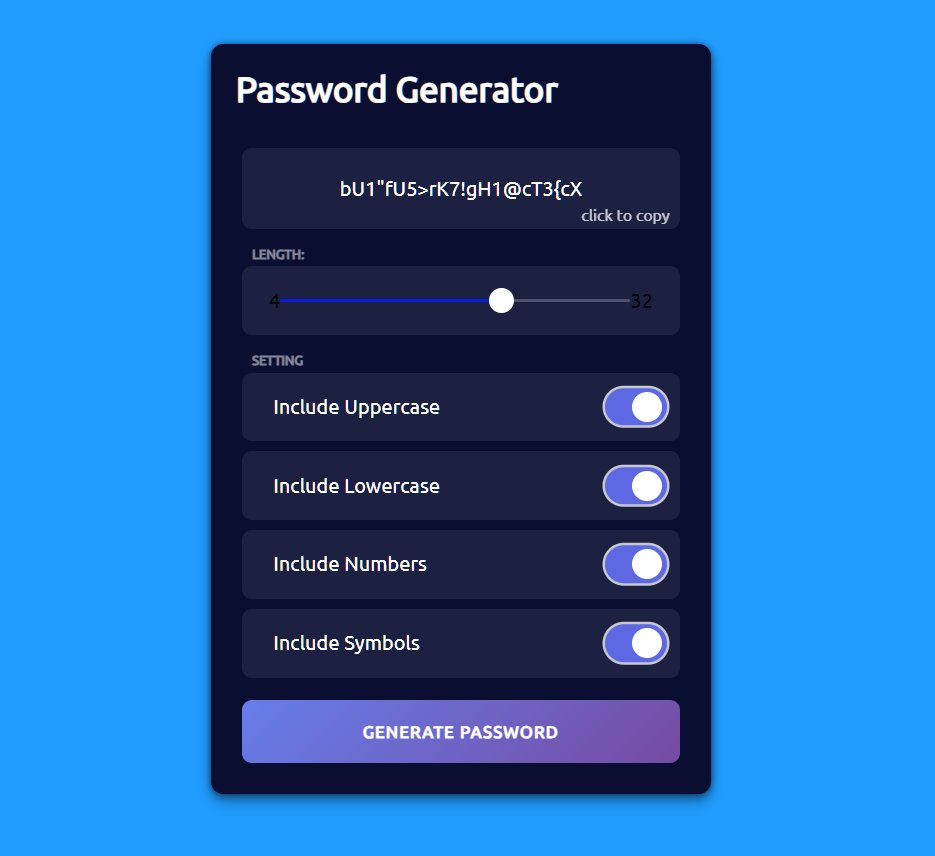 Password Generator
bU1"fU5>rK7!gH1@cT3{cX
click to copy
LENGTH:
4 32
SETTING
Include Uppercase
Include Lowercase
Include Numbers
Include Symbols
GENERATE PASSWORD